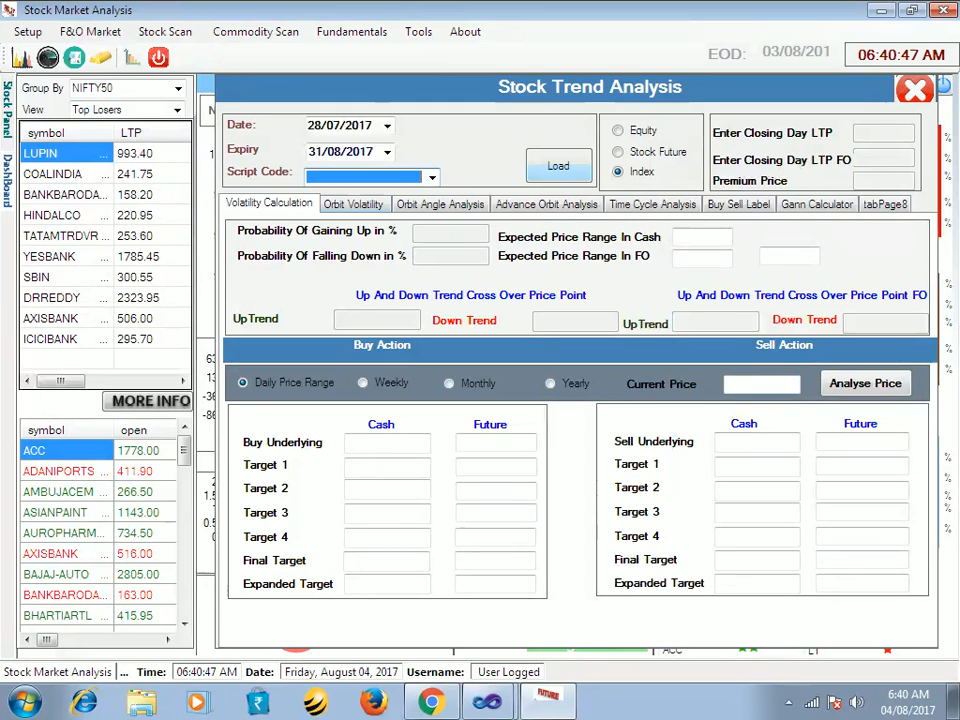 Stock Market Analysis
Setup F&O Market Stock Scan Commodity Scan Fundamentals Tools About
EOD: 03/08/201 06:40:47 AM
Stock Panel
DashBoard
Group By NIFTY50
View Top Losers
symbol LTP
LUPIN ... 993.40
COALINDIA ... 241.75
BANKBARODA... 158.20
HINDALCO ... 220.95
TATAMTRDVR ... 253.60
YESBANK ... 1785.45
SBIN ... 300.55
DRREDDY ... 2323.95
AXISBANK ... 506.00
ICICIBANK ... 295.70
MORE INFO
symbol open
ACC 1778.00
ADANIPORTS ... 411.90
AMBUJACEM ... 266.50
ASIANPAINT ... 1143.00
AUROPHARM... 734.50
AXISBANK ... 516.00
BAJAJ-AUTO ... 2805.00
BANKBARODA... 163.00
BHARTIARTL ... 415.95
Stock Trend Analysis
Date: 28/07/2017
Expiry 31/08/2017
Script Code:
Load
Equity
Stock Future
Index
Enter Closing Day LTP
Enter Closing Day LTP FO
Premium Price
Volatility Calculation Orbit Volatility Orbit Angle Analysis Advance Orbit Analysis Time Cycle Analysis Buy Sell Label Gann Calculator tabPage8
Probability Of Gaining Up in % Expected Price Range In Cash
Probability Of Falling Down in % Expected Price Range In FO
Up And Down Trend Cross Over Price Point Up And Down Trend Cross Over Price Point FO
UpTrend Down Trend UpTrend Down Trend
Buy Action Sell Action
Daily Price Range Weekly Monthly Yearly Current Price Analyse Price
Cash Future Cash Future
Buy Underlying Sell Underlying
Target 1 Target 1
Target 2 Target 2
Target 3 Target 3
Target 4 Target 4
Final Target Final Target
Expanded Target Expanded Target
Stock Market Analysis ... Time: 06:40:47 AM Date: Friday, August 04, 2017 Username: User Logged
FUTURE
6:40 AM
04/08/2017